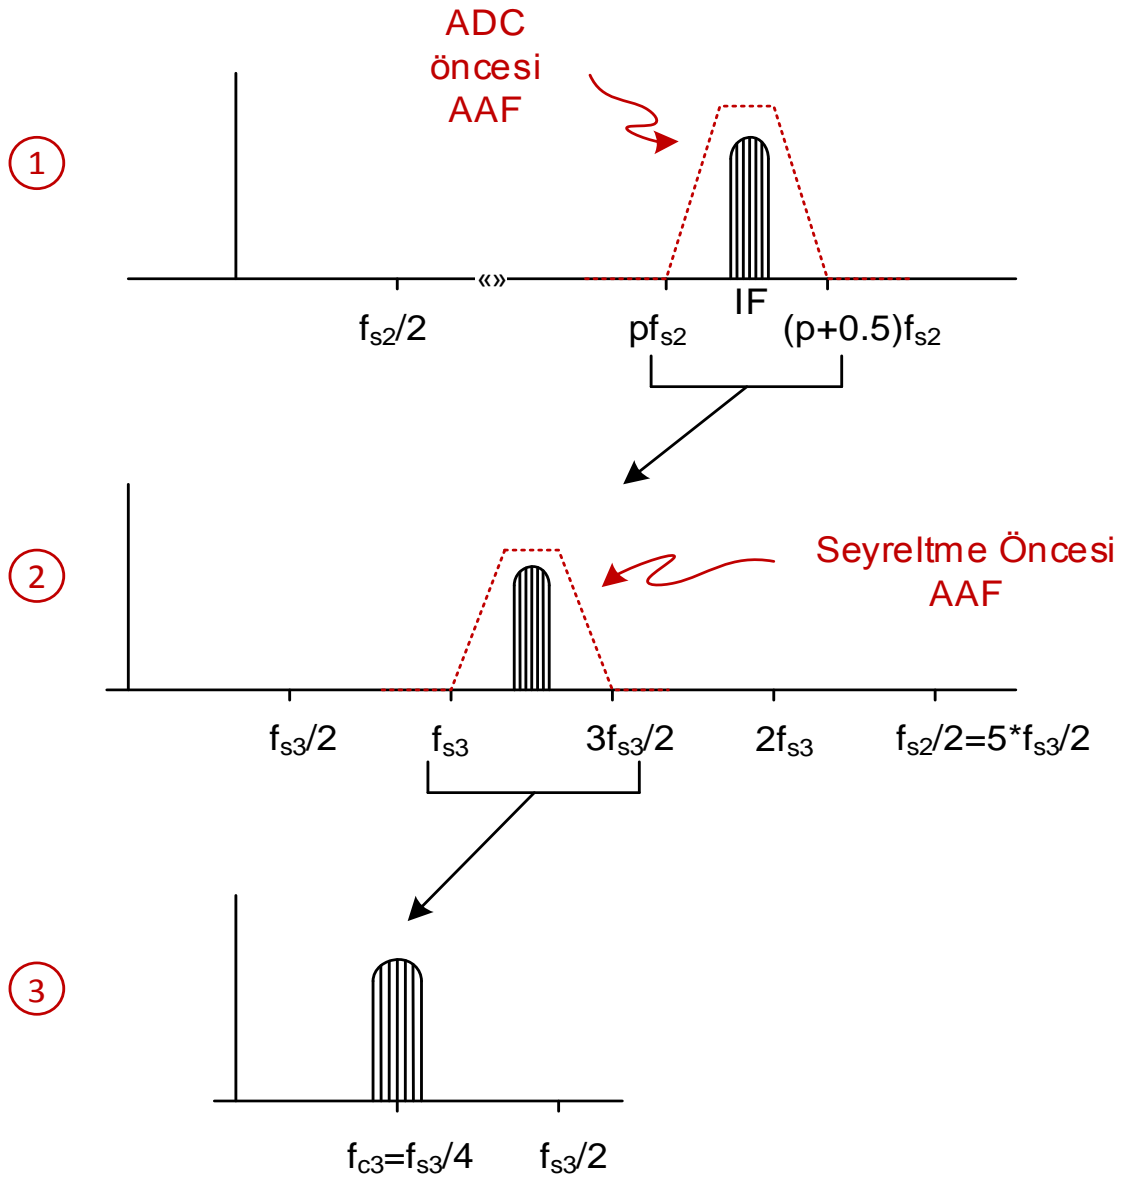 ADC
öncesi
AAF
1
«»
IF
fs2/2
pfs2
(p+0.5)fs2
2
Seyreltme Öncesi
AAF
fs3/2
fs3
3fs3/2
2fs3
fs2/2=5*fs3/2
3
fc3=fs3/4
fs3/2